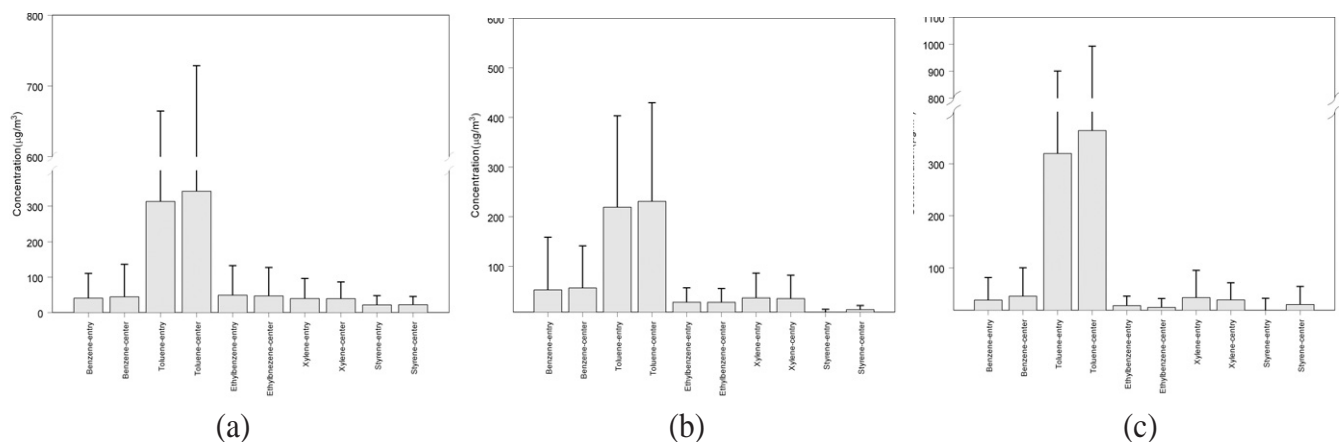 800
700
600
300
200
100
0
Concentration(µg/m³)
Benzene-entry
Benzene-center
Toluene-entry
Toluene-center
Ethylbenzene-entry
Ethylbnezene-center
Xylene-entry
Xylene-center
Styrene-entry
Styrene-center
(a)
600
500
400
300
200
100
Concentration(µg/m³)
Benzene-entry
Benzene-center
Toluene-entry
Toluene-center
Ethylbenzene-entry
Ethylbenzene-center
Xylene-entry
Xylene-centry
Styrene-entry
Styrene-center
(b)
1100
1000
900
800
300
100
Benzene-entry
Benzene-center
Toluene-entry
Toluene-center
Ethylbenzene-entry
Ethylbenzene-center
Xylene-entry
Xylene-center
Styrene-entry
Styrene-center
(c)